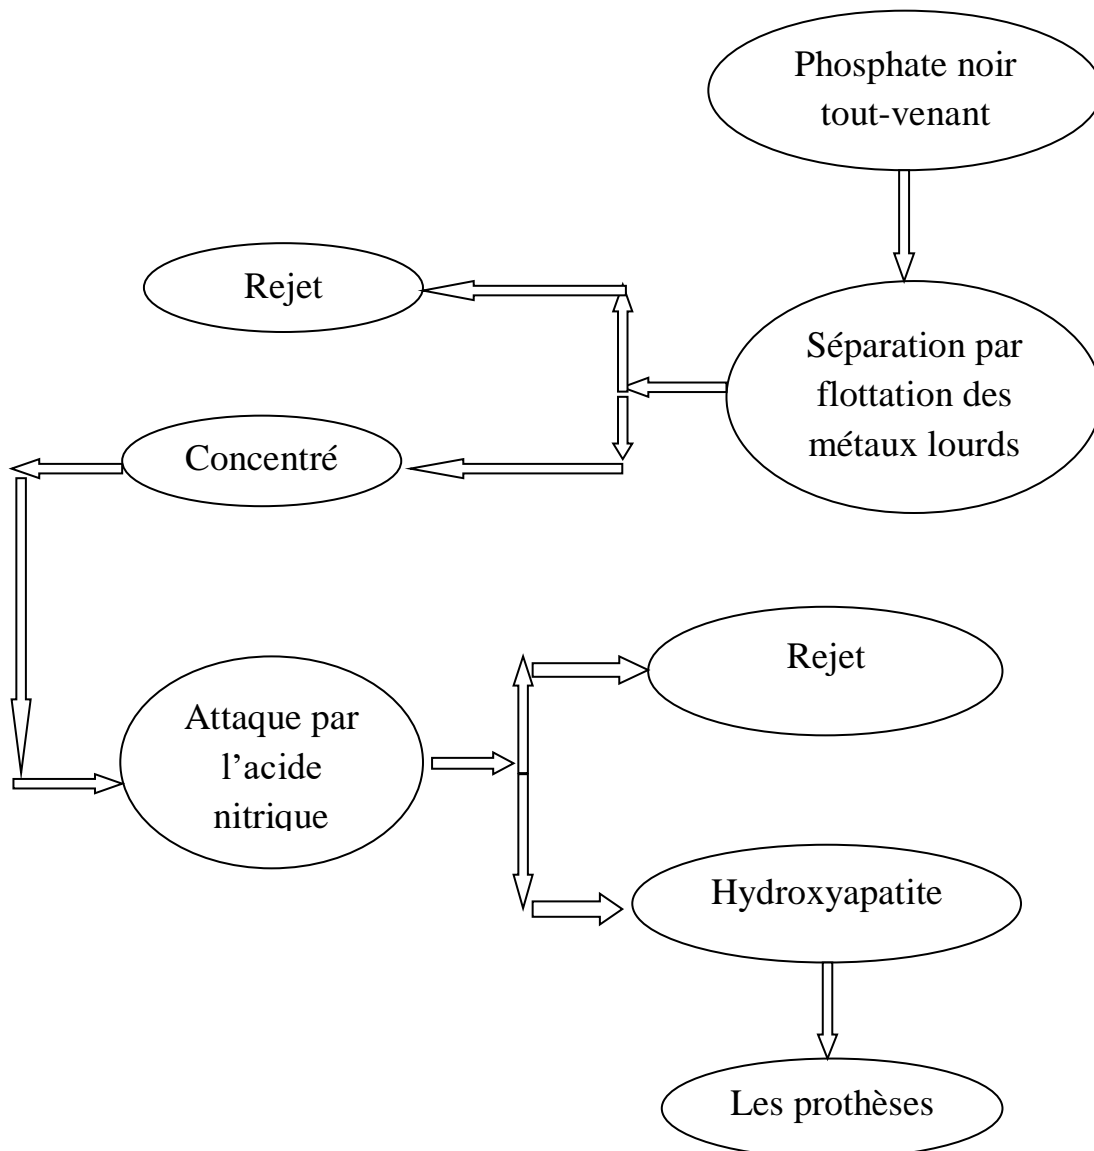 Phosphate noir
tout-venant
Rejet
Séparation par
flottation des
métaux lourds
Concentré
Rejet
Attaque par
l’acide
nitrique
Hydroxyapatite
Les prothèses